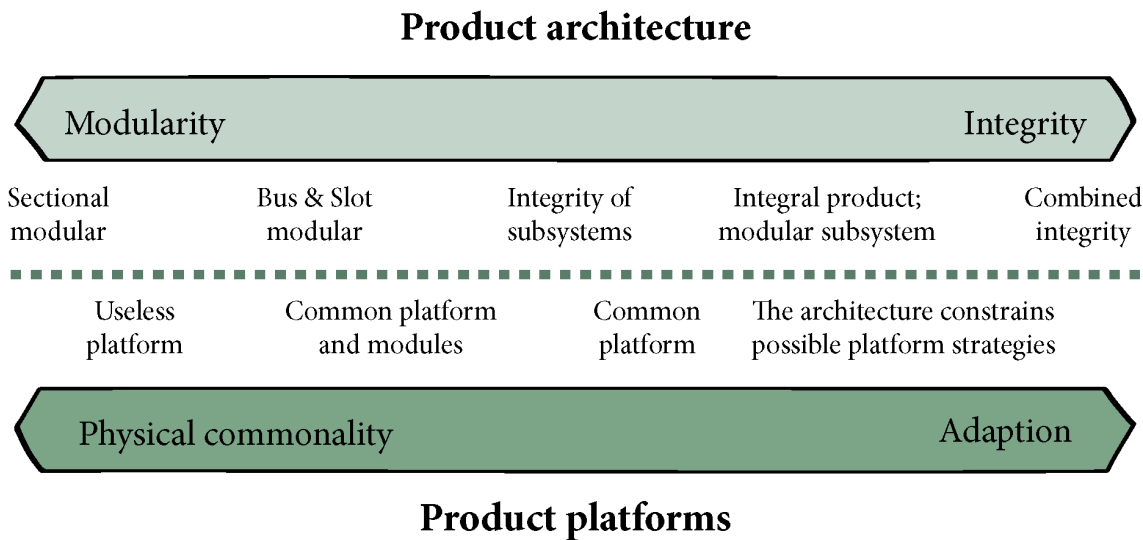 Product architecture
Modularity
Integrity
Sectional
modular
Bus & Slot
modular
Integrity of
subsystems
Integral product;
modular subsystem
Combined
integrity
Useless
platform
Common platform
and modules
Common
platform
The architecture constrains
possible platform strategies
Physical commonality
Adaption
Product platforms